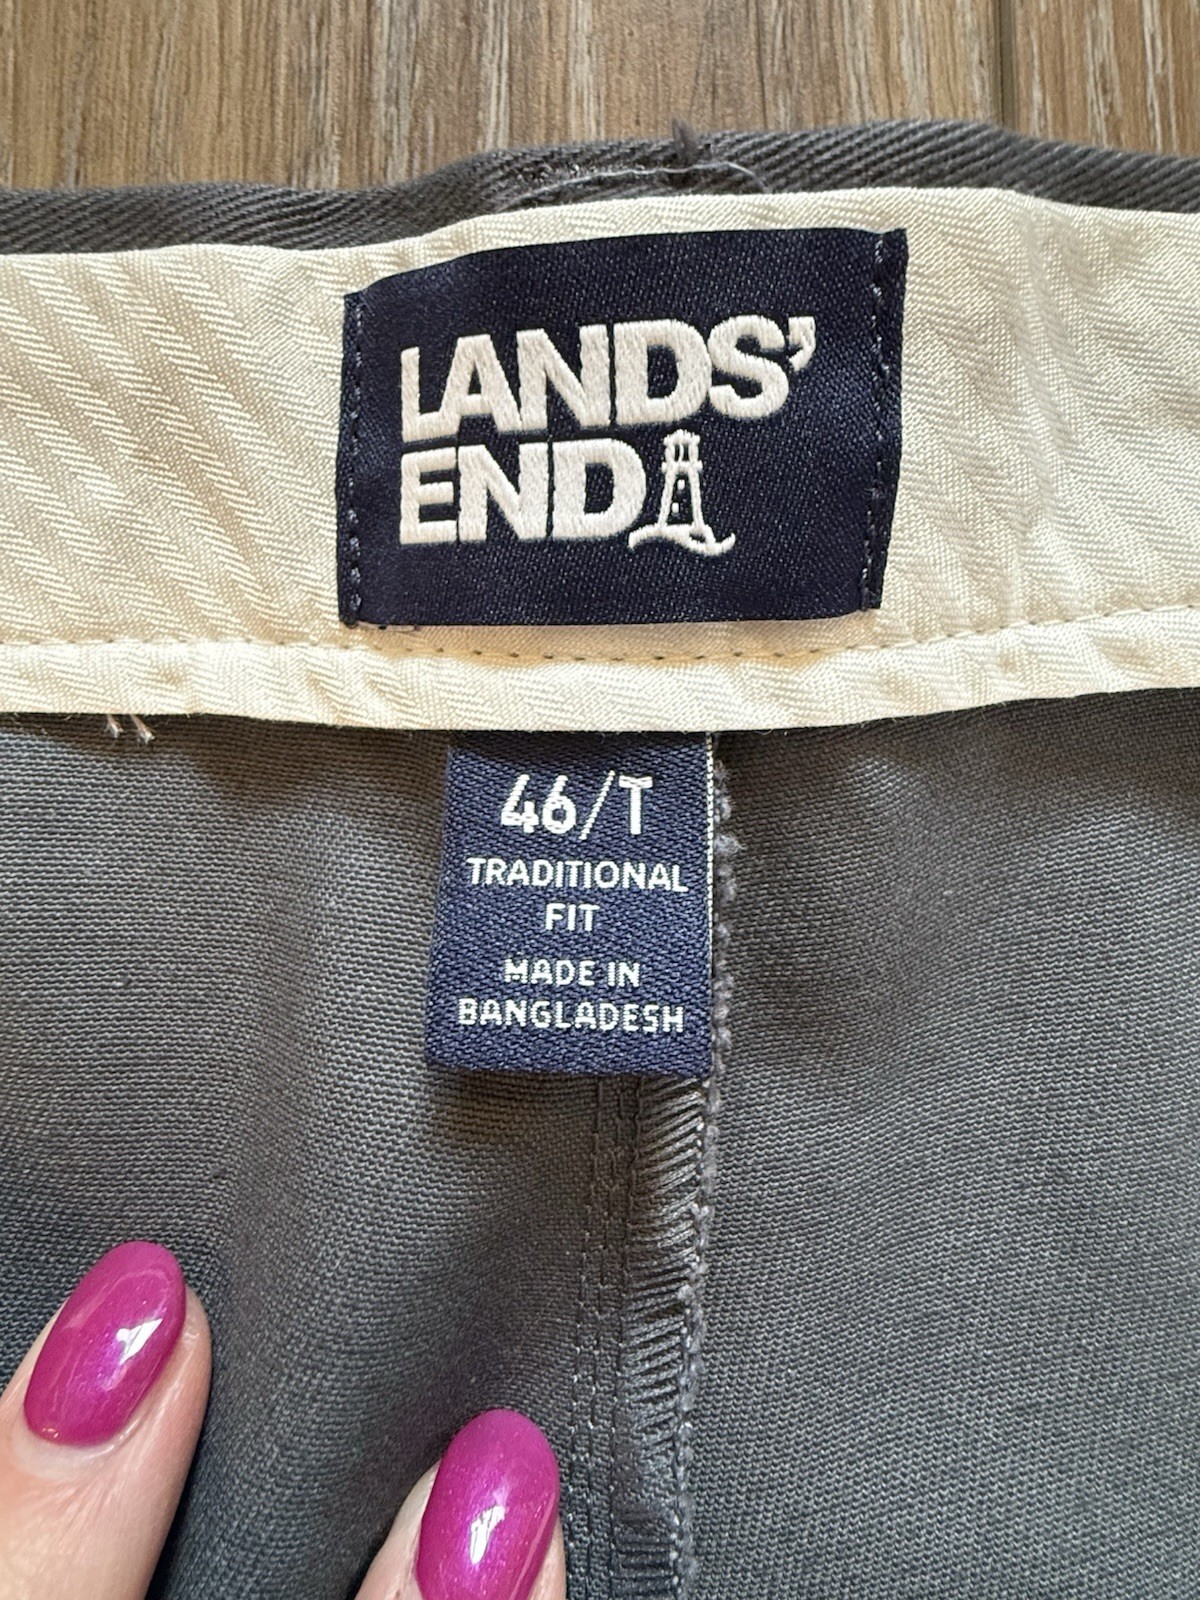 LANDS'
END
46/T
TRADITIONAL
FIT
MADE IN
BANGLADESH